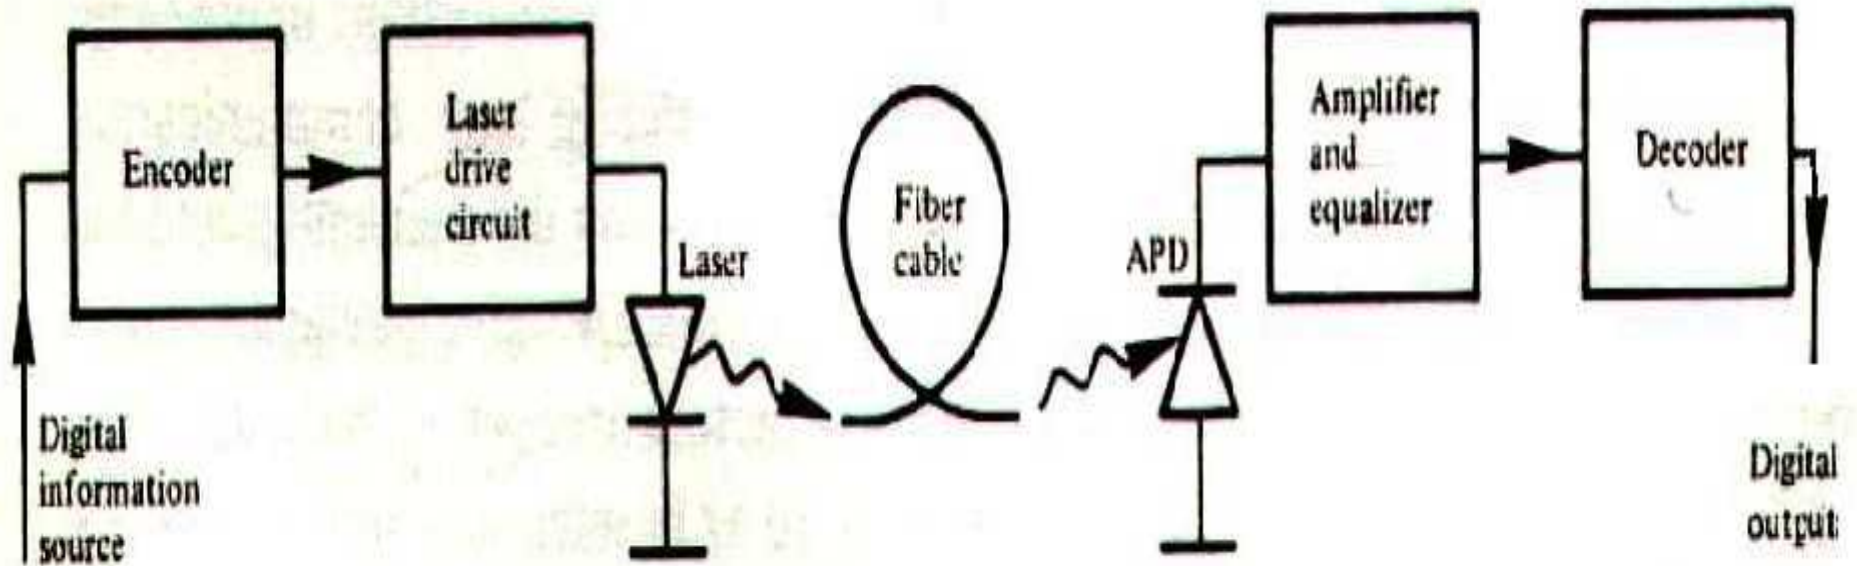 Encoder
Laser
drive
circuit
Laser
Fiber
cable
APD
Amplifier
and
equalizer
Decoder
Digital
information
source
Digital
output